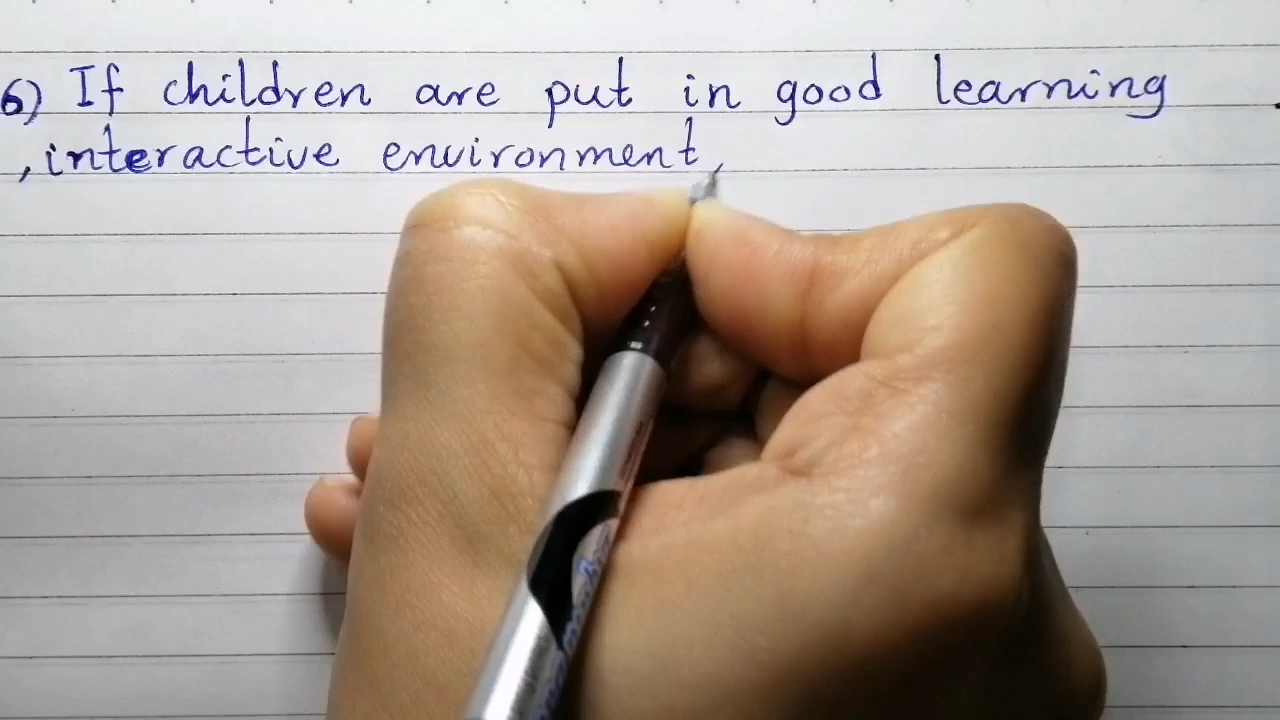 6) If children are put in good learning
, interactive environment,